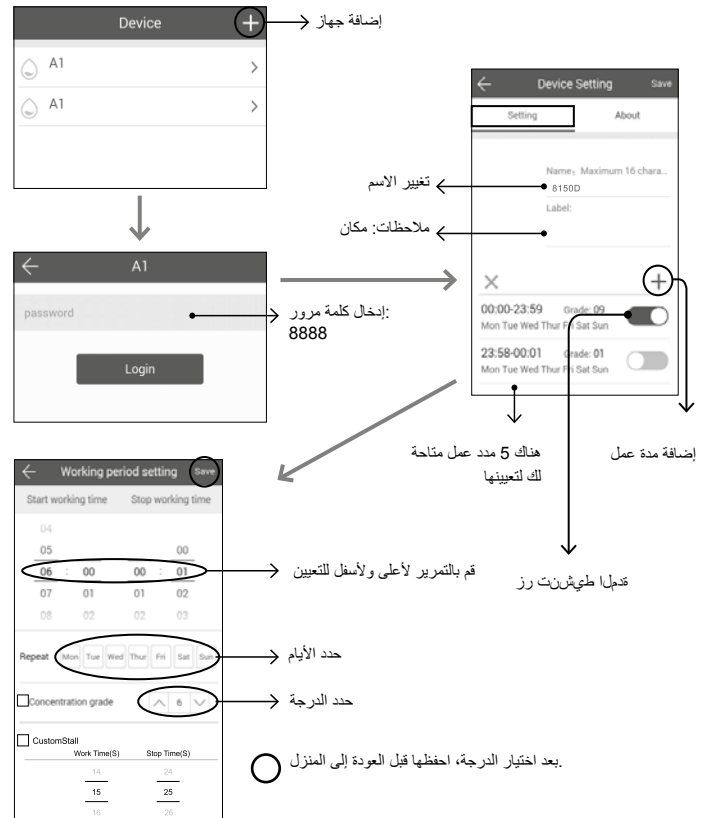 Device
إضافة جهاز
A1
A1
Device Setting
Save
Setting
About
Name: Maximum 16 chara...
8150D
Label:
تغيير الاسم
ملاحظات: مكان
A1
password
Login
:إدخال كلمة مرور
8888
00:00-23:59 Grade: 09
Mon Tue Wed Thur Fri Sat Sun
23:58-00:01 Grade: 01
Mon Tue Wed Thur Fri Sat Sun
هناك 5 مدد عمل متاحة
لك لتعيينها
إضافة مدة عمل
ةدملا طيشنت رز
Working period setting
Save
Start working time Stop working time
04
05 00
06 : 00 00 : 01
07 01 01 02
08 02 02 03
قم بالتمرير لأعلى ولأسفل للتعيين
Repeat Mon Tue Wed Thur Fri Sat Sun
حدد الأيام
Concentration grade 6
حدد الدرجة
CustomStall
Work Time(S) Stop Time(S)
14 24
15 25
16 26
.بعد اختيار الدرجة، احفظها قبل العودة إلى المنزل